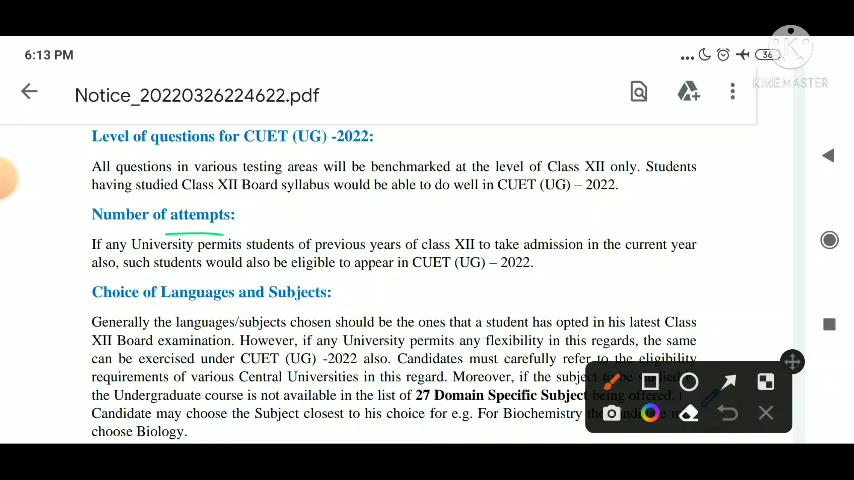 6:13 PM
36
KINEMASTER
Notice_20220326224622.pdf
Level of questions for CUET (UG) -2022:
All questions in various testing areas will be benchmarked at the level of Class XII only. Students
having studied Class XII Board syllabus would be able to do well in CUET (UG) – 2022.
Number of attempts:
If any University permits students of previous years of class XII to take admission in the current year
also, such students would also be eligible to appear in CUET (UG) – 2022.
Choice of Languages and Subjects:
Generally the languages/subjects chosen should be the ones that a student has opted in his latest Class
XII Board examination. However, if any University permits any flexibility in this regards, the same
can be exercised under CUET (UG) -2022 also. Candidates must carefully refer to the eligibility
requirements of various Central Universities in this regard. Moreover, if the subject to be studied
the Undergraduate course is not available in the list of 27 Domain Specific Subject being offered,
Candidate may choose the Subject closest to his choice for e.g. For Biochemistry
choose Biology.